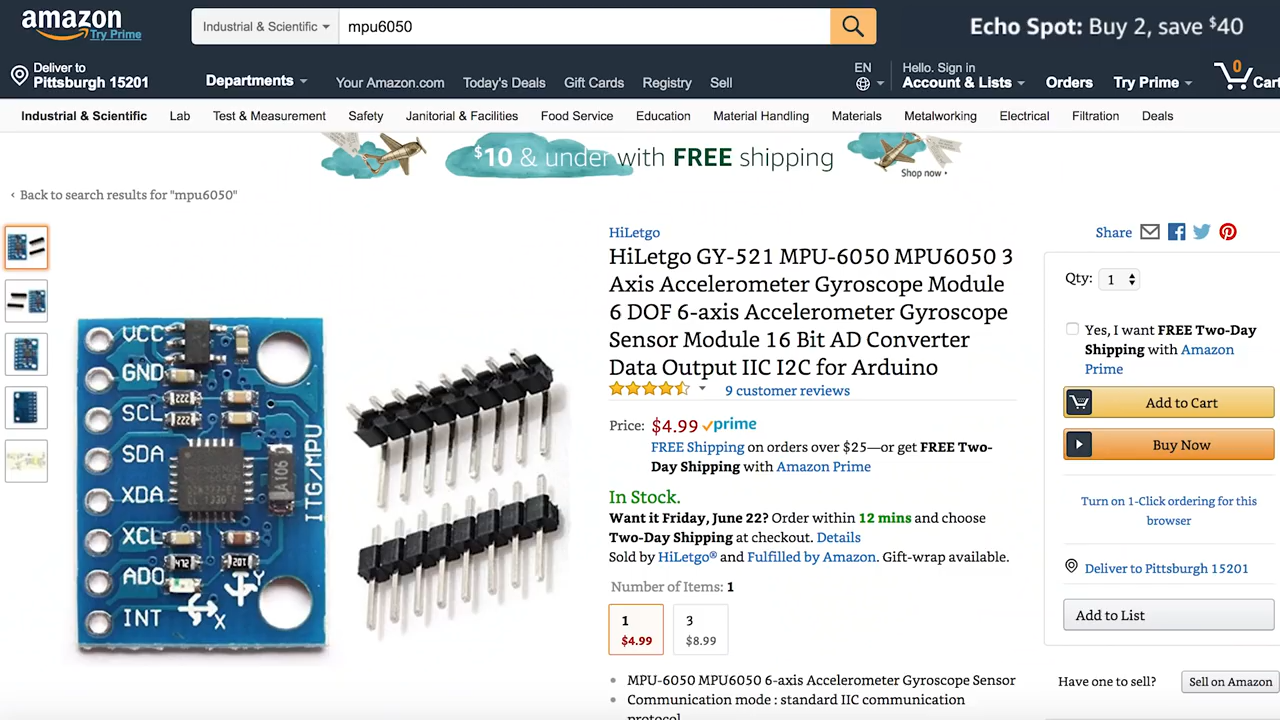 amazon
Try Prime
Industrial & Scientific
mpu6050
Echo Spot: Buy 2, save $40
Deliver to
Pittsburgh 15201
Departments
Your Amazon.com
Today's Deals
Gift Cards
Registry
Sell
EN
Hello. Sign in
Account & Lists
Orders
Try Prime
0
Cart
Industrial & Scientific
Lab
Test & Measurement
Safety
Janitorial & Facilities
Food Service
Education
Material Handling
Materials
Metalworking
Electrical
Filtration
Deals
$10 & under with FREE shipping
Shop now
‹ Back to search results for "mpu6050"
VCC
GND
SCL
SDA
XDA
XCL
ADO
INT
ITG/MPU
222
222
A106
472
201
X
Y
HiLetgo
HiLetgo GY-521 MPU-6050 MPU6050 3
Axis Accelerometer Gyroscope Module
6 DOF 6-axis Accelerometer Gyroscope
Sensor Module 16 Bit AD Converter
Data Output IIC I2C for Arduino
9 customer reviews
Price: $4.99 prime
FREE Shipping on orders over $25—or get FREE Two-
Day Shipping with Amazon Prime
In Stock.
Want it Friday, June 22? Order within 12 mins and choose
Two-Day Shipping at checkout. Details
Sold by HiLetgo® and Fulfilled by Amazon. Gift-wrap available.
Number of Items: 1
1
$4.99
3
$8.99
• MPU-6050 MPU6050 6-axis Accelerometer Gyroscope Sensor
• Communication mode : standard IIC communication
protocol
Share
Qty: 1
Yes, I want FREE Two-Day
Shipping with Amazon
Prime
Add to Cart
Buy Now
Turn on 1-Click ordering for this
browser
Deliver to Pittsburgh 15201
Add to List
Have one to sell?
Sell on Amazon